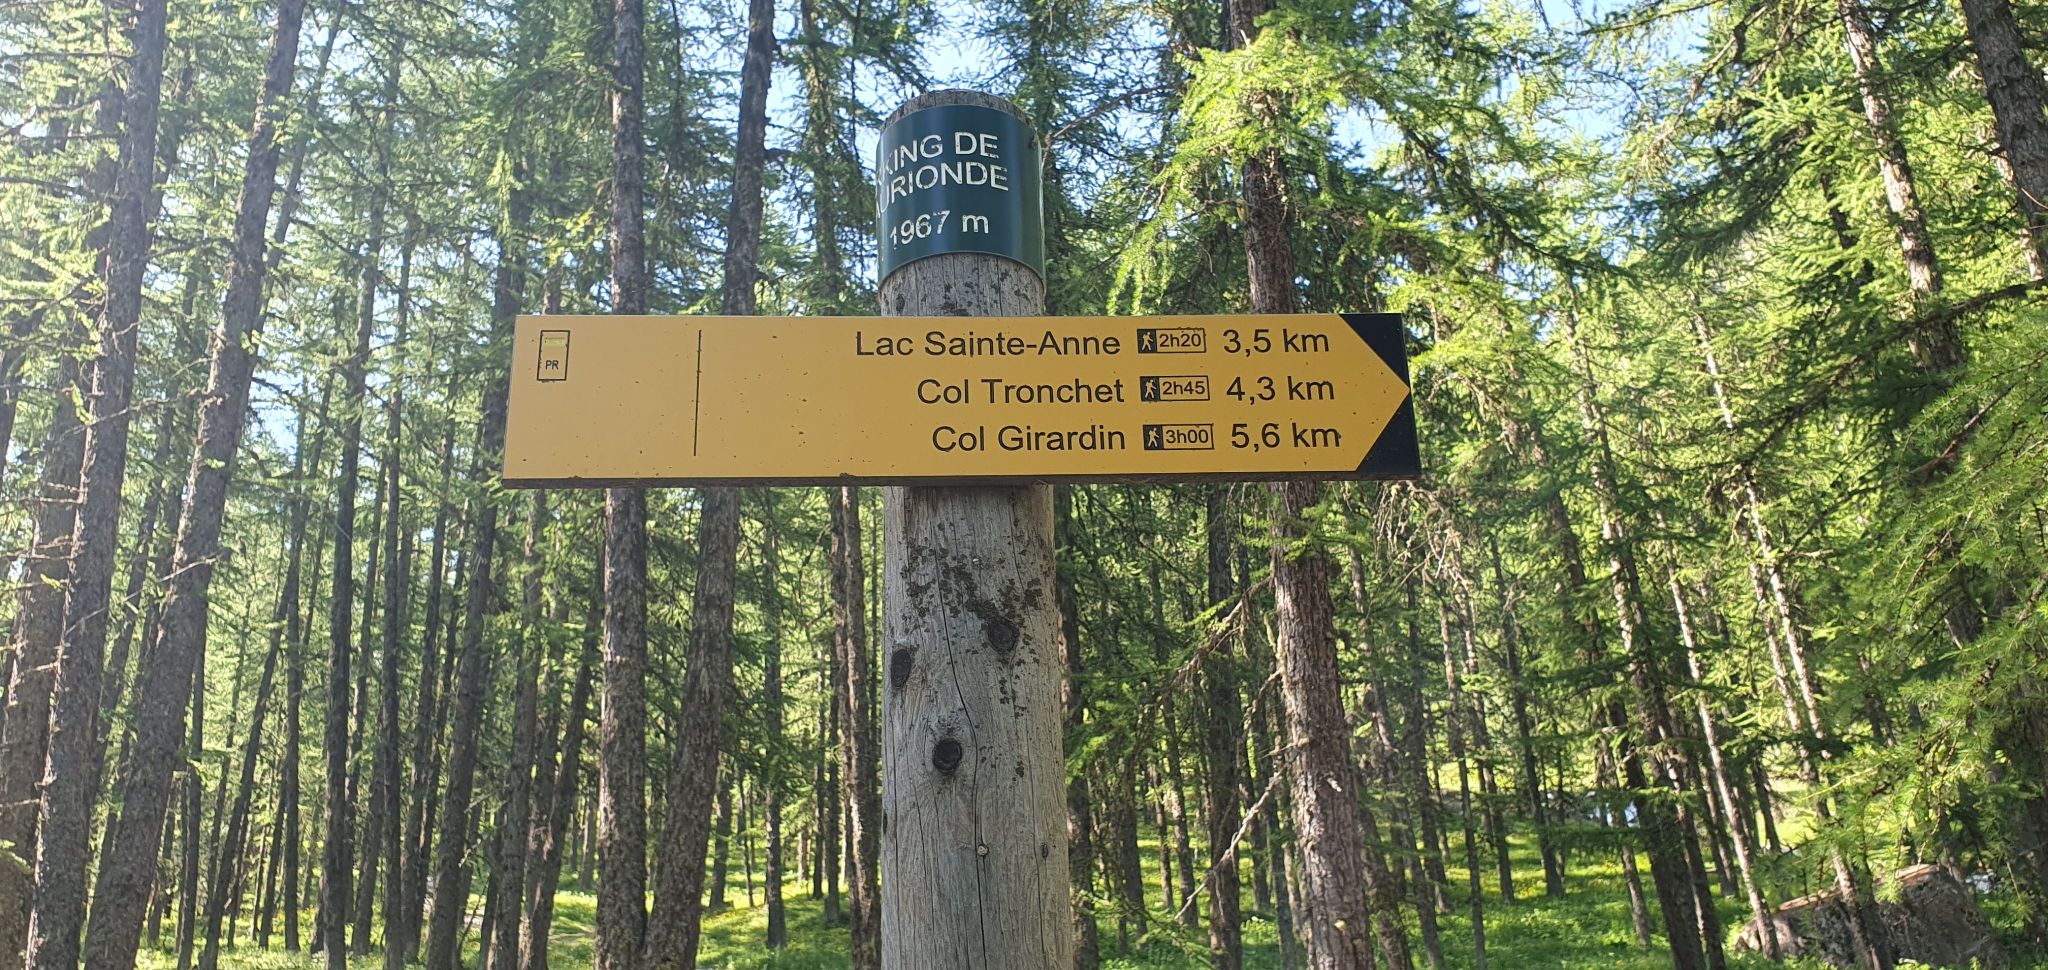 KING DE
URIONDE
1967 m
Lac Sainte-Anne 2h20 3,5 km
Col Tronchet 2h45 4,3 km
Col Girardin 3h00 5,6 km
PR